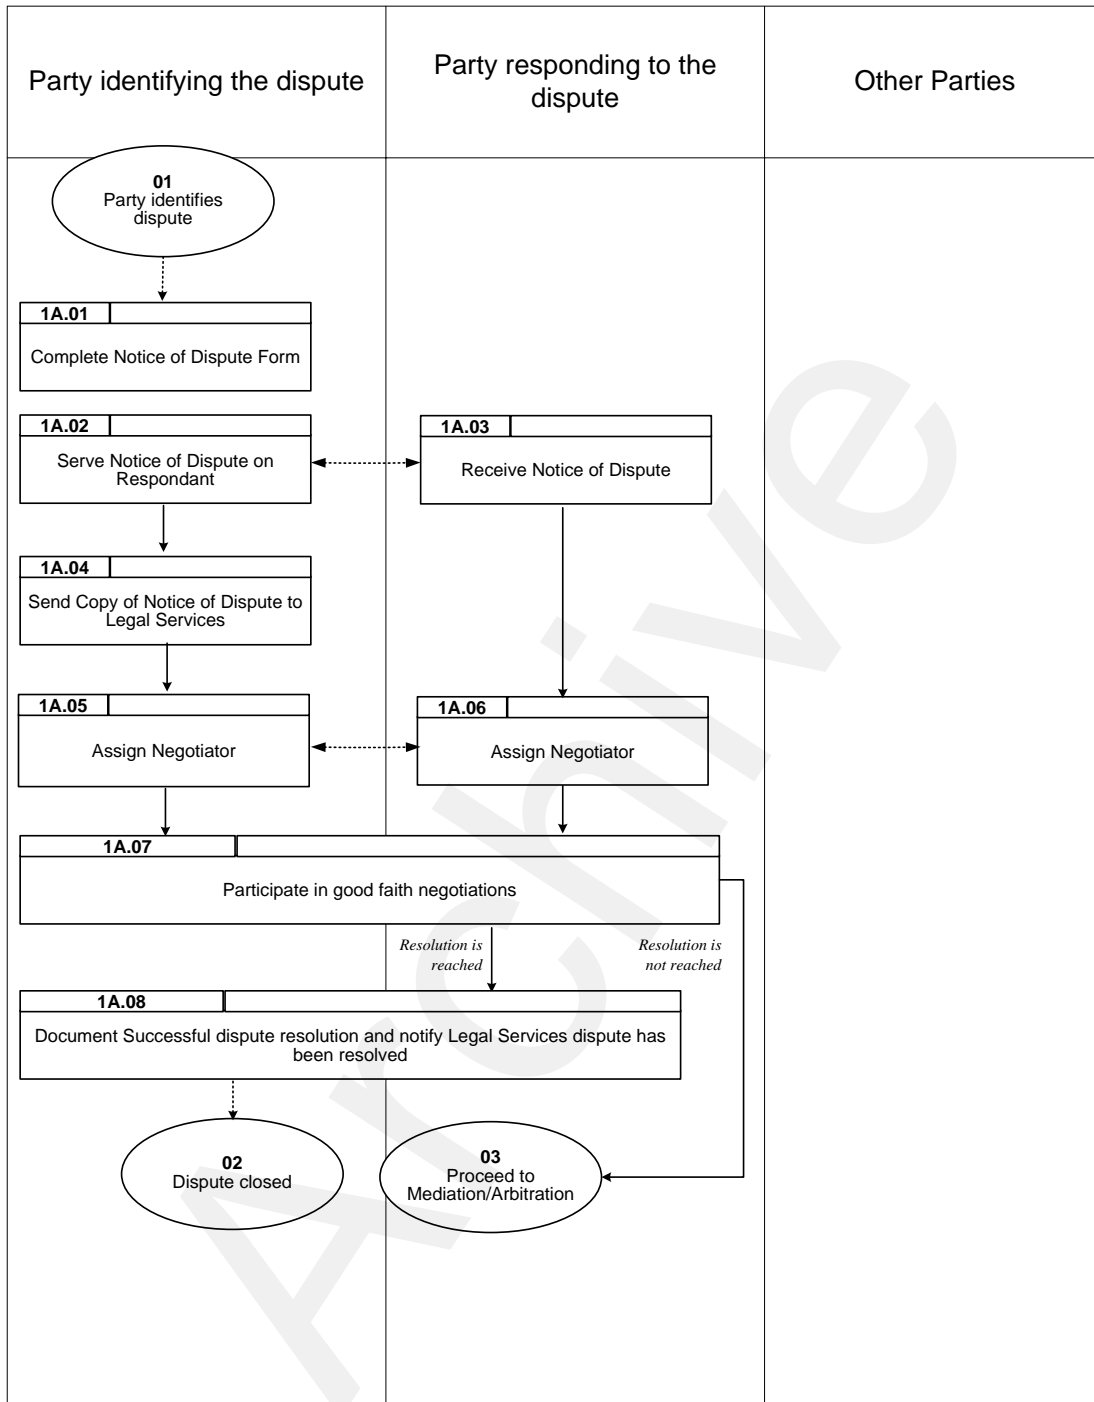 Party identifying the dispute
Party responding to the
dispute
Other Parties
01
Party identifies
dispute
1A.01
Complete Notice of Dispute Form
1A.02
Serve Notice of Dispute on
Respondant
1A.03
Receive Notice of Dispute
1A.04
Send Copy of Notice of Dispute to
Legal Services
1A.05
Assign Negotiator
1A.06
Assign Negotiator
1A.07
Participate in good faith negotiations
Resolution is
reached
Resolution is
not reached
1A.08
Document Successful dispute resolution and notify Legal Services dispute has
been resolved
02
Dispute closed
03
Proceed to
Mediation/Arbitration
Archive